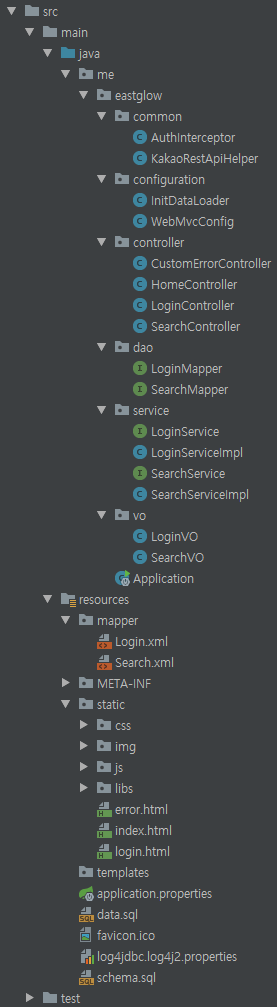 src
main
java
me
eastglow
common
AuthInterceptor
KakaoRestApiHelper
configuration
InitDataLoader
WebMvcConfig
controller
CustomErrorController
HomeController
LoginController
SearchController
dao
LoginMapper
SearchMapper
service
LoginService
LoginServiceImpl
SearchService
SearchServiceImpl
vo
LoginVO
SearchVO
Application
resources
mapper
Login.xml
Search.xml
META-INF
static
css
img
js
libs
error.html
index.html
login.html
templates
application.properties
data.sql
favicon.ico
log4jdbc.log4j2.properties
schema.sql
test